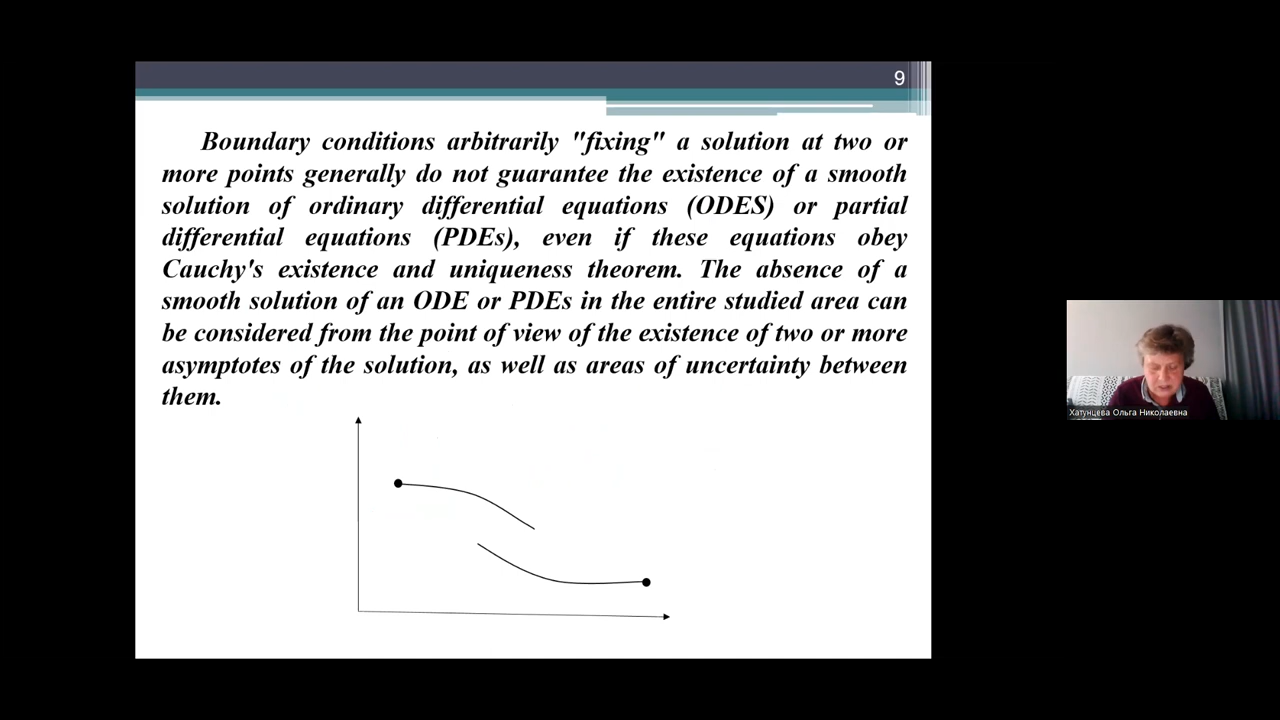 9
Boundary conditions arbitrarily "fixing" a solution at two or
more points generally do not guarantee the existence of a smooth
solution of ordinary differential equations (ODES) or partial
differential equations (PDEs), even if these equations obey
Cauchy's existence and uniqueness theorem. The absence of a
smooth solution of an ODE or PDEs in the entire studied area can
be considered from the point of view of the existence of two or more
asymptotes of the solution, as well as areas of uncertainty between
them.
Хатунцева Ольга Николаевна